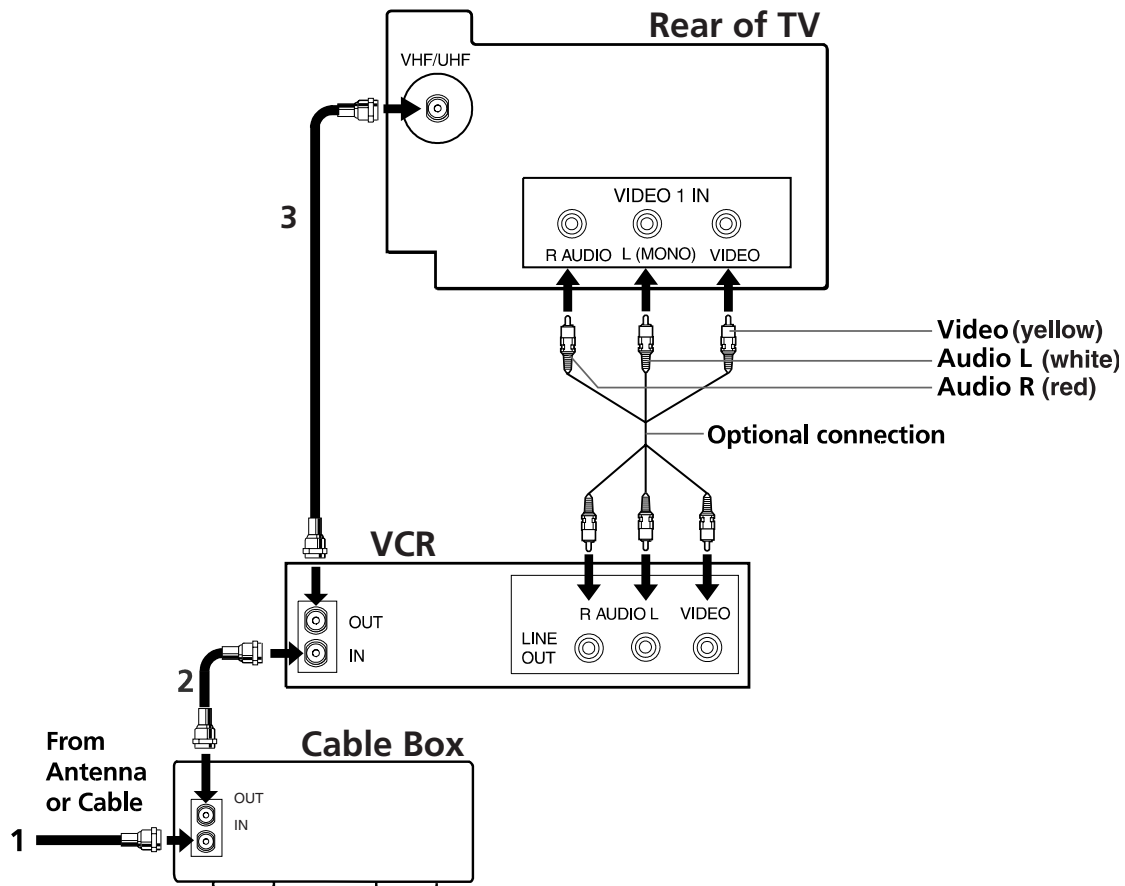 Rear of TV
VHF/UHF
3
VIDEO 1 IN
R AUDIO L (MONO) VIDEO
Video (yellow)
Audio L (white)
Audio R (red)
Optional connection
VCR
OUT
IN
R AUDIO L VIDEO
LINE
OUT
2
Cable Box
From
Antenna
or Cable
OUT
IN
1